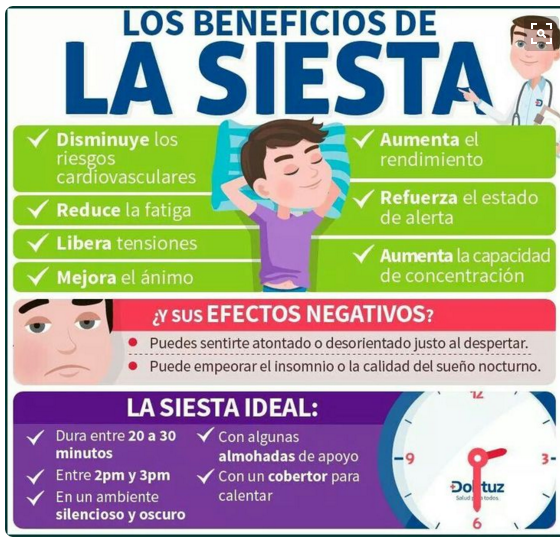 LOS BENEFICIOS DE
LA SIESTA
Disminuye los
riesgos
cardiovasculares
Reduce la fatiga
Libera tensiones
Mejora el ánimo
Aumenta el
rendimiento
Refuerza el estado
de alerta
Aumenta la capacidad
de concentración
¿Y SUS EFECTOS NEGATIVOS?
Puedes sentirte atontado o desorientado justo al despertar.
Puede empeorar el insomnio o la calidad del sueño nocturno.
LA SIESTA IDEAL:
Dura entre 20 a 30
minutos
Entre 2pm y 3pm
En un ambiente
silencioso y oscuro
Con algunas
almohadas de apoyo
Con un cobertor para
calentar
12
9
3
6